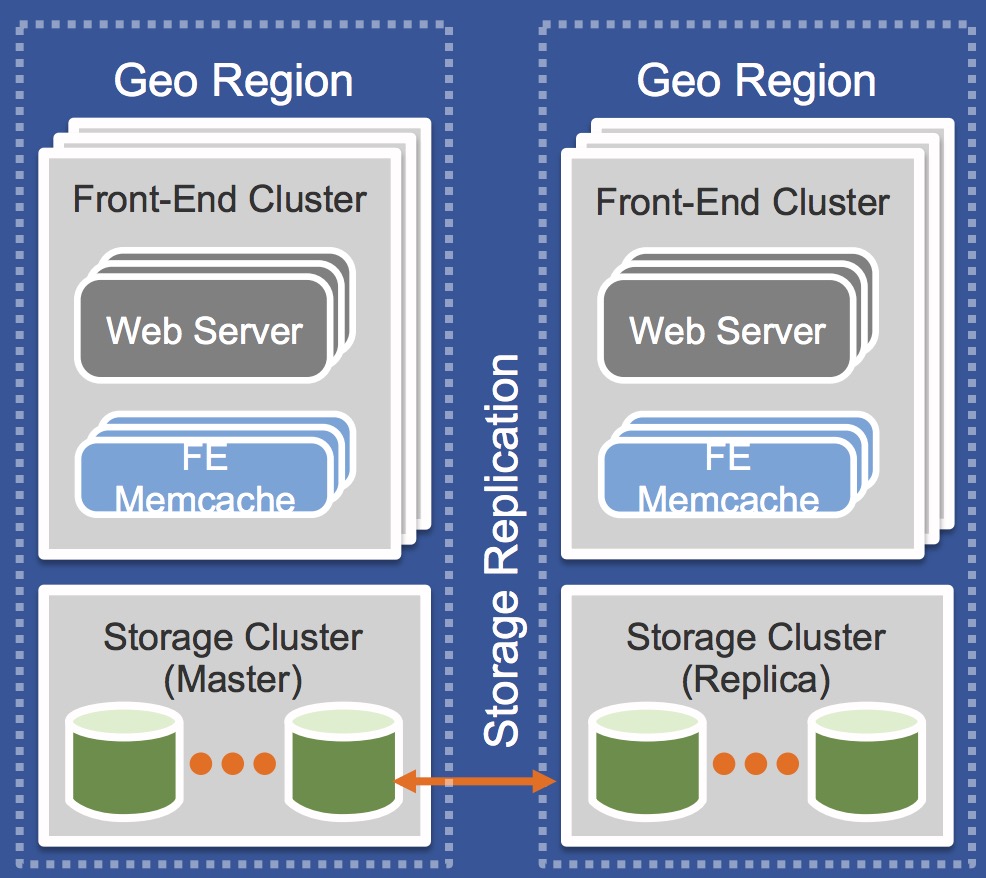 Geo Region
Front-End Cluster
Web Server
FE
Memcache
Storage Cluster
(Master)
Storage Replication
Geo Region
Front-End Cluster
Web Server
FE
Memcache
Storage Cluster
(Replica)